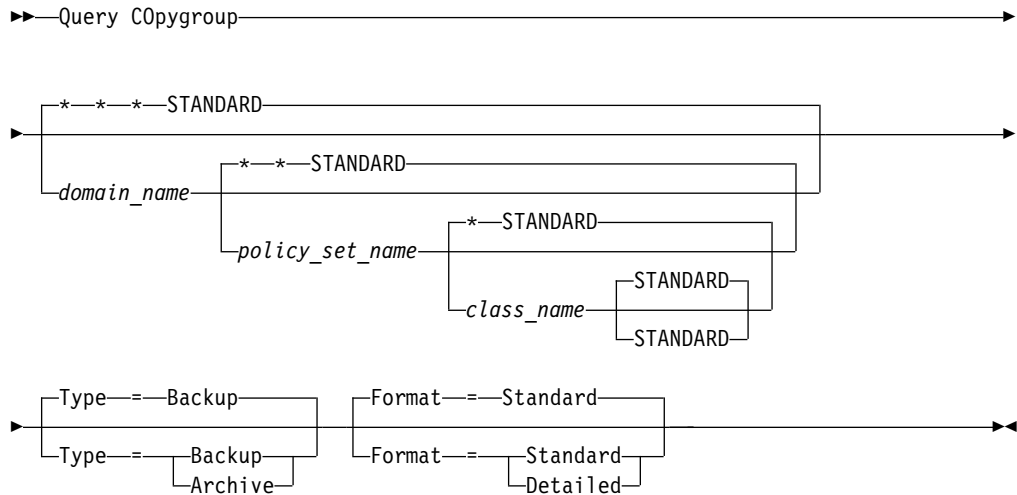 Query COpygroup
* * * STANDARD
* * STANDARD
domain_name
* STANDARD
policy_set_name
STANDARD
class_name
STANDARD
Type = Backup Format = Standard
Type = Backup Format = Standard
Archive Detailed